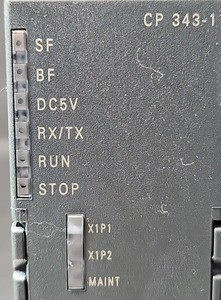 CP 343-1
SF
BF
DC5V
RX/TX
RUN
STOP
X1P1
X1P2
MAINT